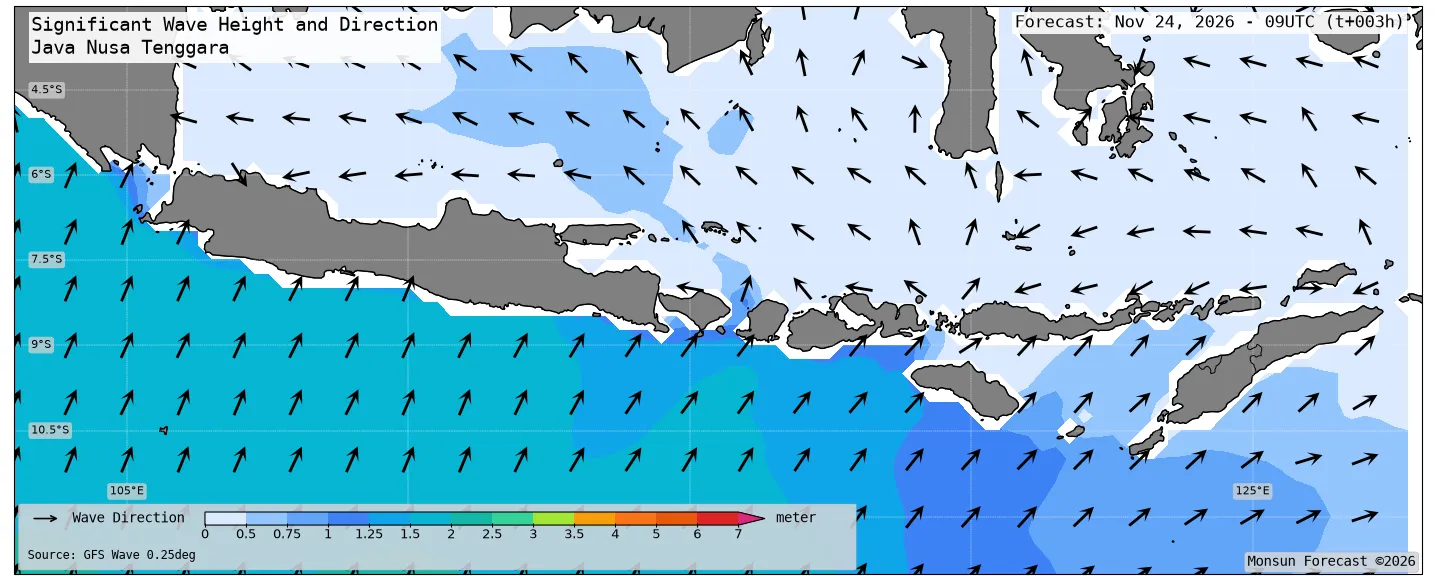 Significant Wave Height and Direction
Java Nusa Tenggara
Forecast: Nov 24, 2026 - 09UTC (t+003h)
4.5°S
6°S
7.5°S
9°S
10.5°S
105°E
125°E
Wave Direction
meter
0 0.5 0.75 1 1.25 1.5 2 2.5 3 3.5 4 5 6 7
Source: GFS Wave 0.25deg
Monsun Forecast ©2026